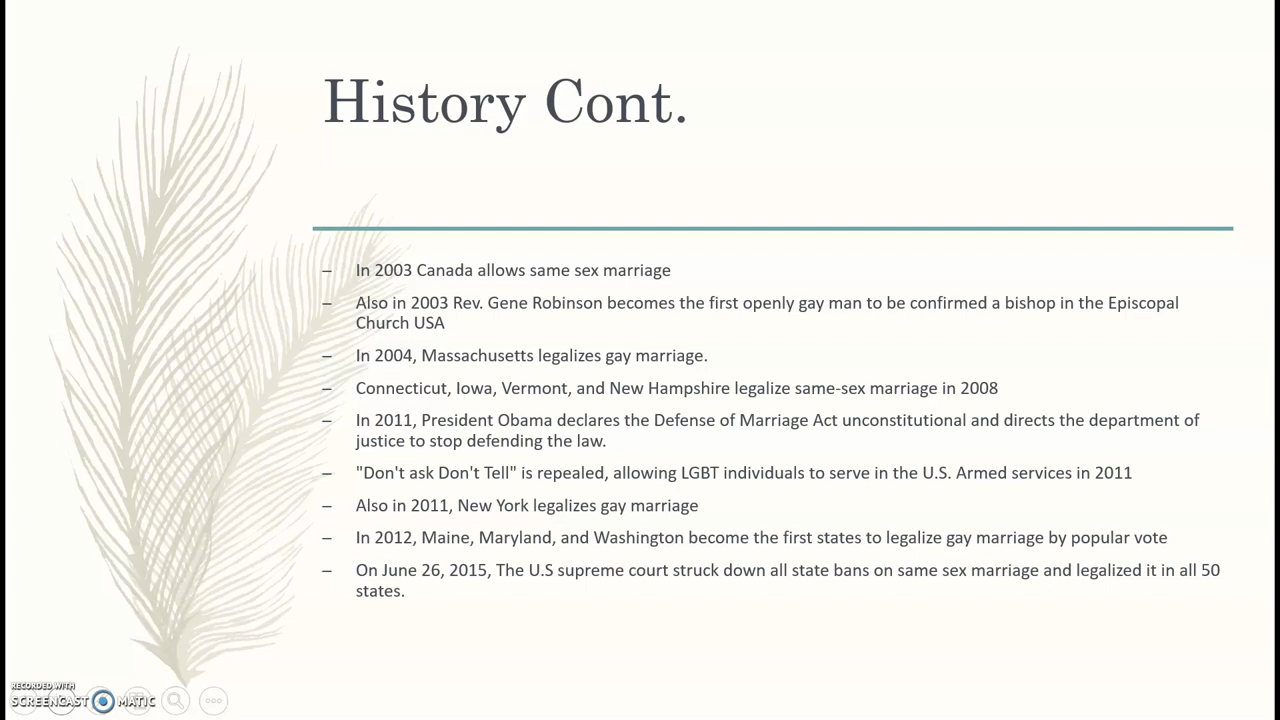 History Cont.
– In 2003 Canada allows same sex marriage
– Also in 2003 Rev. Gene Robinson becomes the first openly gay man to be confirmed a bishop in the Episcopal
Church USA
– In 2004, Massachusetts legalizes gay marriage.
– Connecticut, Iowa, Vermont, and New Hampshire legalize same-sex marriage in 2008
– In 2011, President Obama declares the Defense of Marriage Act unconstitutional and directs the department of
justice to stop defending the law.
– "Don't ask Don't Tell" is repealed, allowing LGBT individuals to serve in the U.S. Armed services in 2011
– Also in 2011, New York legalizes gay marriage
– In 2012, Maine, Maryland, and Washington become the first states to legalize gay marriage by popular vote
– On June 26, 2015, The U.S supreme court struck down all state bans on same sex marriage and legalized it in all 50
states.
RECORDED WITH
SCREENCAST MATIC